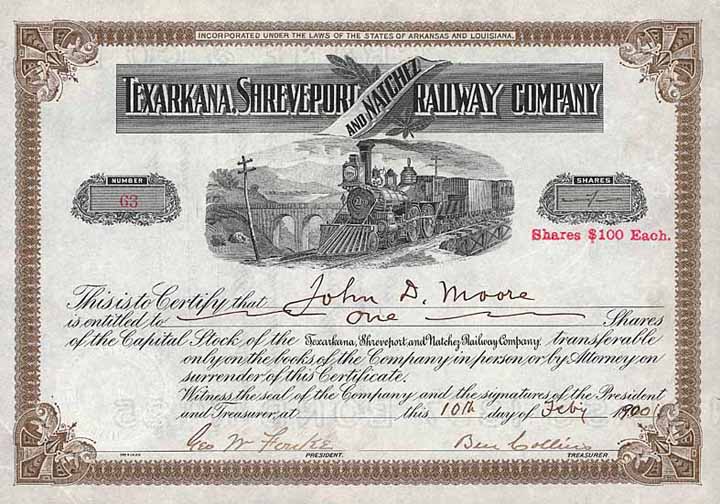 INCORPORATED UNDER THE LAWS OF THE STATES OF ARKANSAS AND LOUISIANA.
TEXARKANA, SHREVEPORT AND NATCHEZ RAILWAY COMPANY
NUMBER
63
SHARES
1
Shares $100 Each.
This is to Certify that John D. Moore
is entitled to One Shares
of the Capital Stock of the Texarkana, Shreveport and Natchez Railway Company, transferable
only on the books of the Company in person or by Attorney on
surrender of this Certificate.
Witness the seal of the Company and the signatures of the President
and Treasurer, at this 10th day of Feby 1900
Geo W
Ben Collins
PRESIDENT.
TREASURER